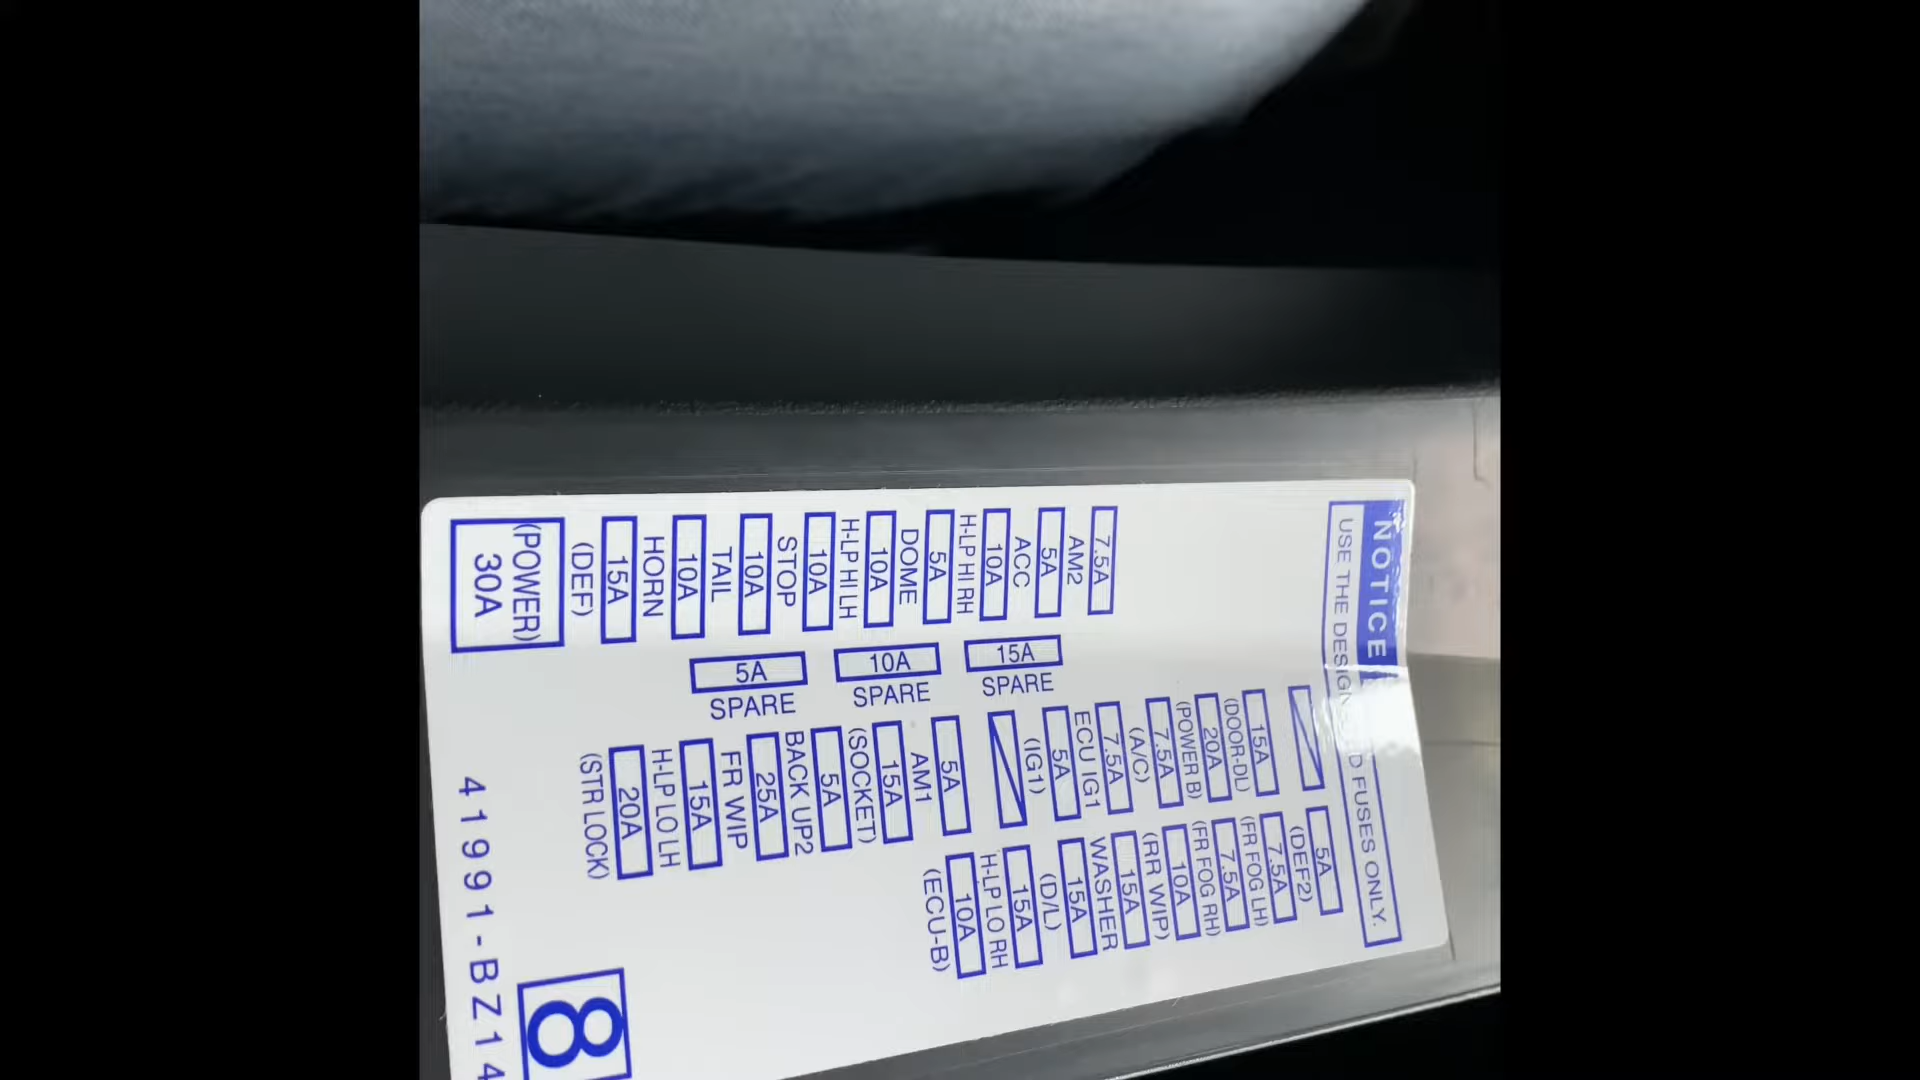 NOTICE
USE THE FUSES ONLY.
7.5A
AM2
5A
ACC
10A
H-LP HI RH
5A
DOME
10A
H-LP HI LH
10A
STOP
10A
TAIL
10A
HORN
15A
(DEF)
(POWER)
30A
15A
SPARE
10A
SPARE
5A
SPARE
15A
(DOOR-DL)
20A
(POWER B)
7.5A
(A/C)
7.5A
ECU IG1
5A
(IG1)
5A
AM1
15A
(SOCKET)
5A
BACK UP2
25A
FR WIP
15A
H-LP LO LH
20A
(STR LOCK)
5A
(DEF2)
7.5A
(FR FOG LH)
7.5A
(FR FOG RH)
10A
(RR WIP)
15A
WASHER
15A
(D/L)
15A
H-LP LO RH
10A
(ECU-B)
8
41991-BZ14